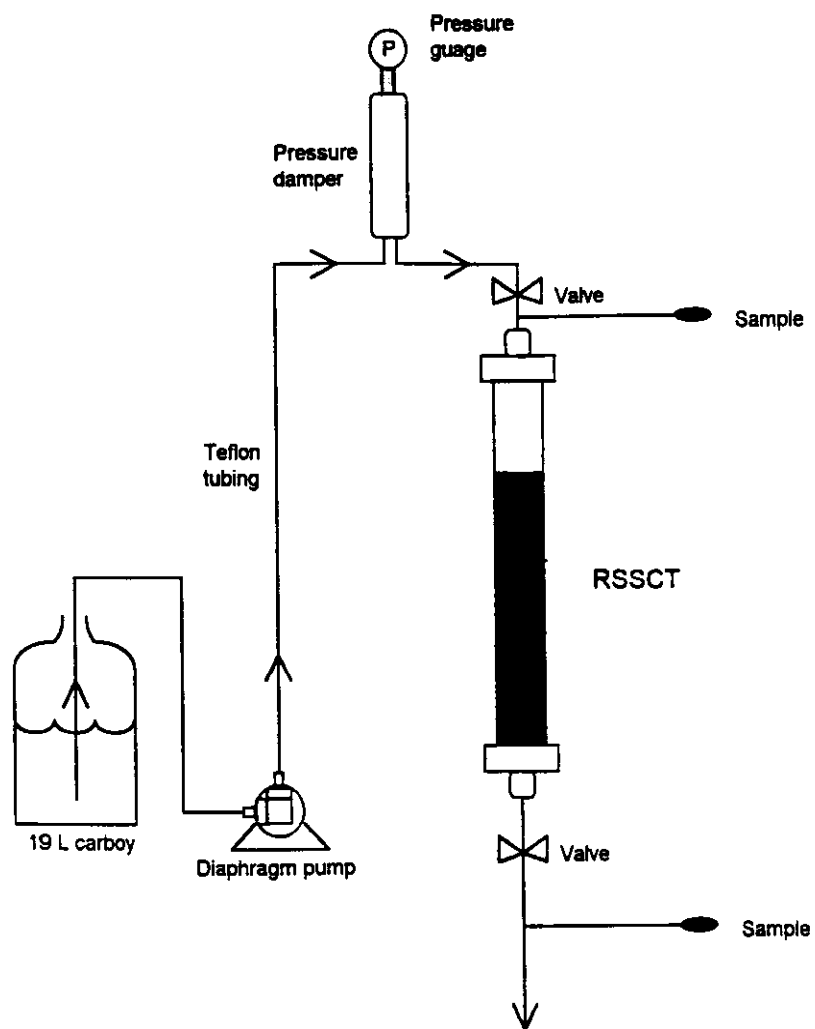 Pressure
guage
P
Pressure
damper
Valve
Sample
Teflon
tubing
RSSCT
19 L carboy
Diaphragm pump
Valve
Sample